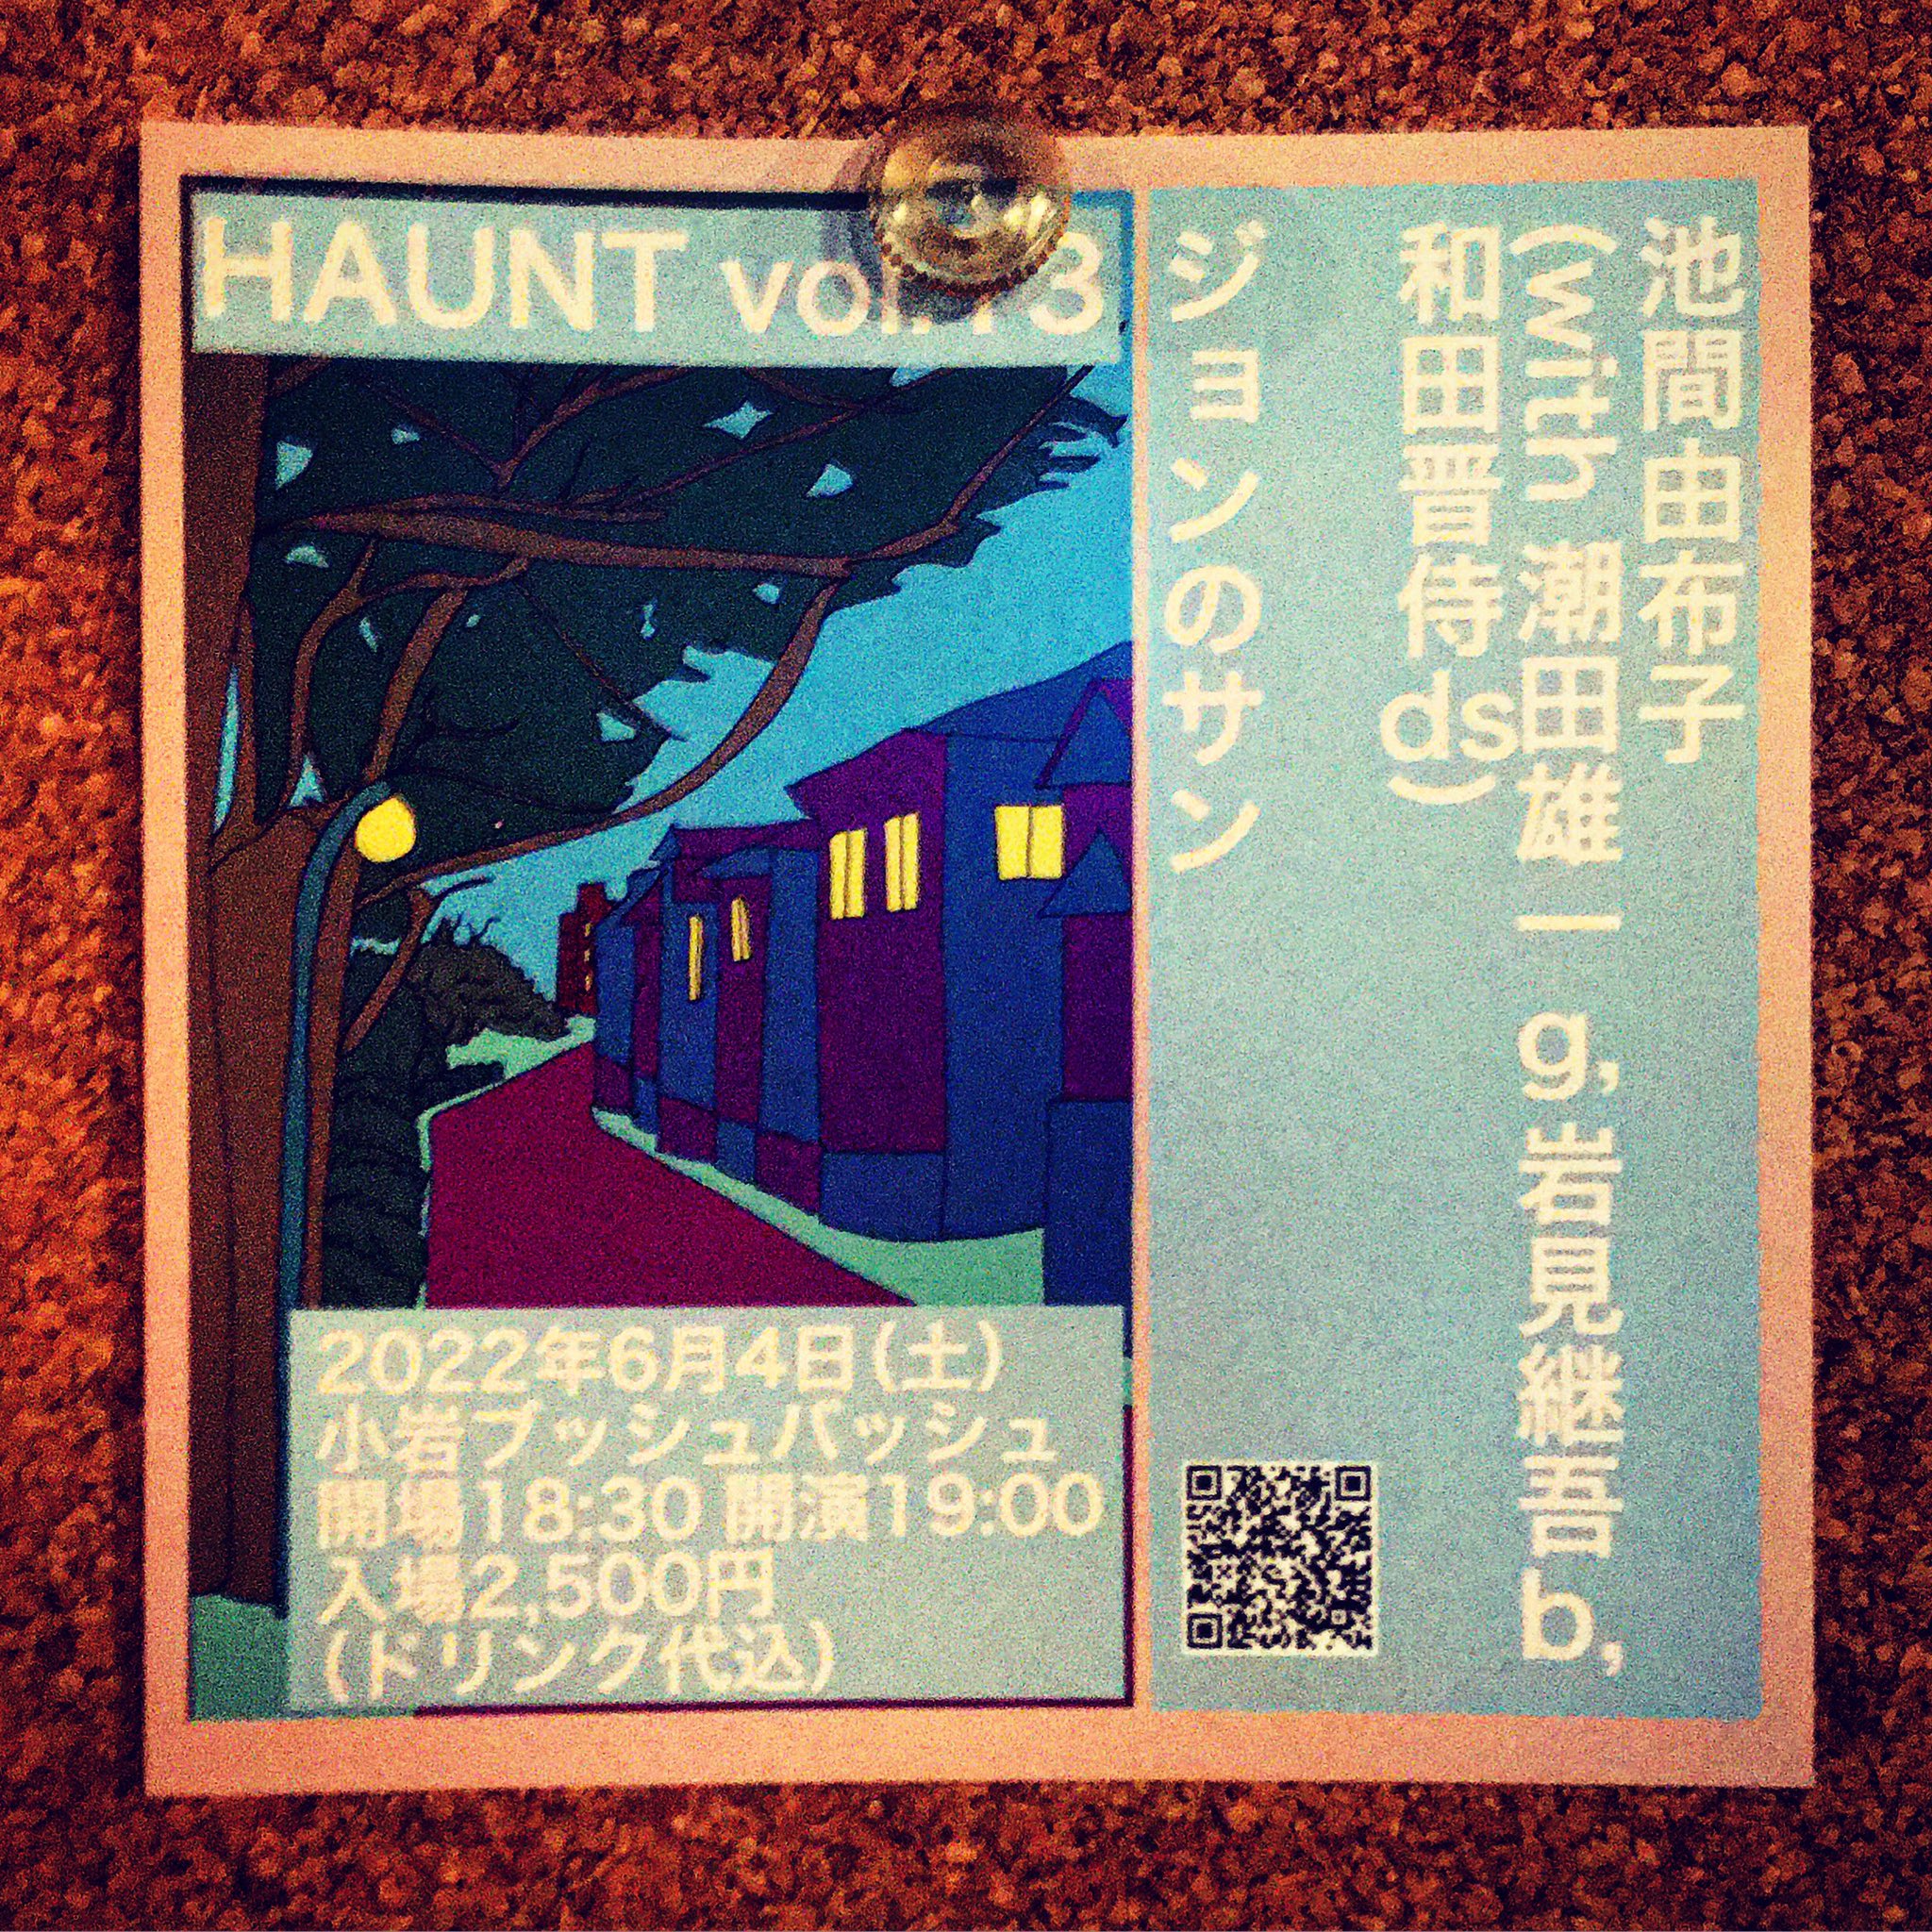 HAUNT vol.
池間由布子
(with 潮田雄一 g, 岩見継吾 b,
和田晋侍 ds)
ジョンのサン
2022年6月4日(土)
小岩ブッシュバッシュ
開場18:30 開演19:00
入場2,500円
(ドリンク代込)